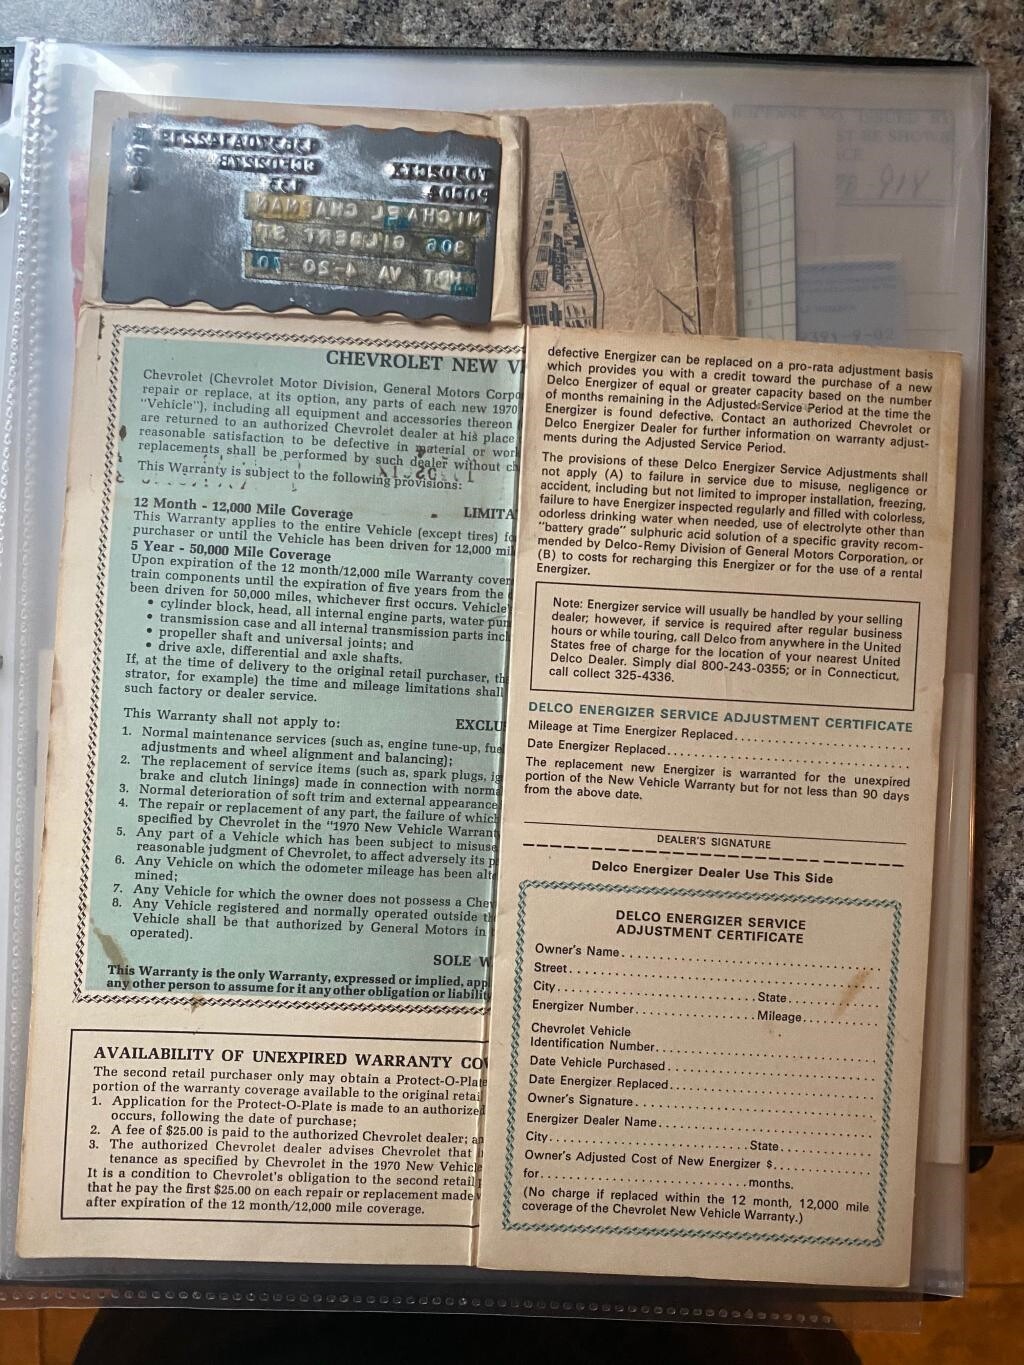 MICHAEL CHAPMAN
306 GILBERT ST
VA 4-20-70
ISSUED BY
BE SHOWN
CHEVROLET NEW V
Chevrolet (Chevrolet Motor Division, General Motors Corpo
repair or replace, at its option, any parts of each new 1970
"Vehicle"), including all equipment and accessories thereon
are returned to an authorized Chevrolet dealer at his place
reasonable satisfaction to be defective in material or work
replacements shall be performed by such dealer without ch
This Warranty is subject to the following provisions:
LIMITA
12 Month - 12,000 Mile Coverage
This Warranty applies to the entire Vehicle (except tires) fo
purchaser or until the Vehicle has been driven for 12,000 mil
5 Year - 50,000 Mile Coverage
Upon expiration of the 12 month/12,000 mile Warranty cover
train components until the expiration of five years from the
been driven for 50,000 miles, whichever first occurs. Vehicle
• cylinder block, head, all internal engine parts, water pum
• transmission case and all internal transmission parts incl
• propeller shaft and universal joints; and
• drive axle, differential and axle shafts.
If, at the time of delivery to the original retail purchaser, th
strator, for example) the time and mileage limitations shall
such factory or dealer service.
EXCLU
This Warranty shall not apply to:
1. Normal maintenance services (such as, engine tune-up, fue
adjustments and wheel alignment and balancing);
2. The replacement of service items (such as, spark plugs, ig
brake and clutch linings) made in connection with norma
3. Normal deterioration of soft trim and external appearance
4. The repair or replacement of any part, the failure of which
specified by Chevrolet in the "1970 New Vehicle Warrant
5. Any part of a Vehicle which has been subject to misuse
reasonable judgment of Chevrolet, to affect adversely its p
6. Any Vehicle on which the odometer mileage has been alte
mined;
7. Any Vehicle for which the owner does not possess a Chev
8. Any Vehicle registered and normally operated outside th
Vehicle shall be that authorized by General Motors in
operated).
SOLE W
This Warranty is the only Warranty, expressed or implied, app
any other person to assume for it any other obligation or liabilit
AVAILABILITY OF UNEXPIRED WARRANTY CO
The second retail purchaser only may obtain a Protect-O-Plate
portion of the warranty coverage available to the original retai
1. Application for the Protect-O-Plate is made to an authorized
occurs, following the date of purchase;
2. A fee of $25.00 is paid to the authorized Chevrolet dealer; an
3. The authorized Chevrolet dealer advises Chevrolet that
tenance as specified by Chevrolet in the 1970 New Vehicle
It is a condition to Chevrolet's obligation to the second retail
that he pay the first $25.00 on each repair or replacement made
after expiration of the 12 month/12,000 mile coverage.
defective Energizer can be replaced on a pro-rata adjustment basis
which provides you with a credit toward the purchase of a new
Delco Energizer of equal or greater capacity based on the number
of months remaining in the Adjusted Service Period at the time the
Energizer is found defective. Contact an authorized Chevrolet or
Delco Energizer Dealer for further information on warranty adjust-
ments during the Adjusted Service Period.
The provisions of these Delco Energizer Service Adjustments shall
not apply (A) to failure in service due to misuse, negligence or
accident, including but not limited to improper installation, freezing,
failure to have Energizer inspected regularly and filled with colorless,
odorless drinking water when needed, use of electrolyte other than
"battery grade" sulphuric acid solution of a specific gravity recom-
mended by Delco-Remy Division of General Motors Corporation, or
(B) to costs for recharging this Energizer or for the use of a rental
Energizer.
Note: Energizer service will usually be handled by your selling
dealer; however, if service is required after regular business
hours or while touring, call Delco from anywhere in the United
States free of charge for the location of your nearest United
Delco Dealer. Simply dial 800-243-0355; or in Connecticut,
call collect 325-4336.
DELCO ENERGIZER SERVICE ADJUSTMENT CERTIFICATE
Mileage at Time Energizer Replaced
Date Energizer Replaced
The replacement new Energizer is warranted for the unexpired
portion of the New Vehicle Warranty but for not less than 90 days
from the above date.
DEALER'S SIGNATURE
Delco Energizer Dealer Use This Side
DELCO ENERGIZER SERVICE
ADJUSTMENT CERTIFICATE
Owner's Name
Street
City State
Energizer Number Mileage
Chevrolet Vehicle
Identification Number
Date Vehicle Purchased
Date Energizer Replaced
Owner's Signature
Energizer Dealer Name
City State
Owner's Adjusted Cost of New Energizer $
for months.
(No charge if replaced within the 12 month, 12,000 mile
coverage of the Chevrolet New Vehicle Warranty.)